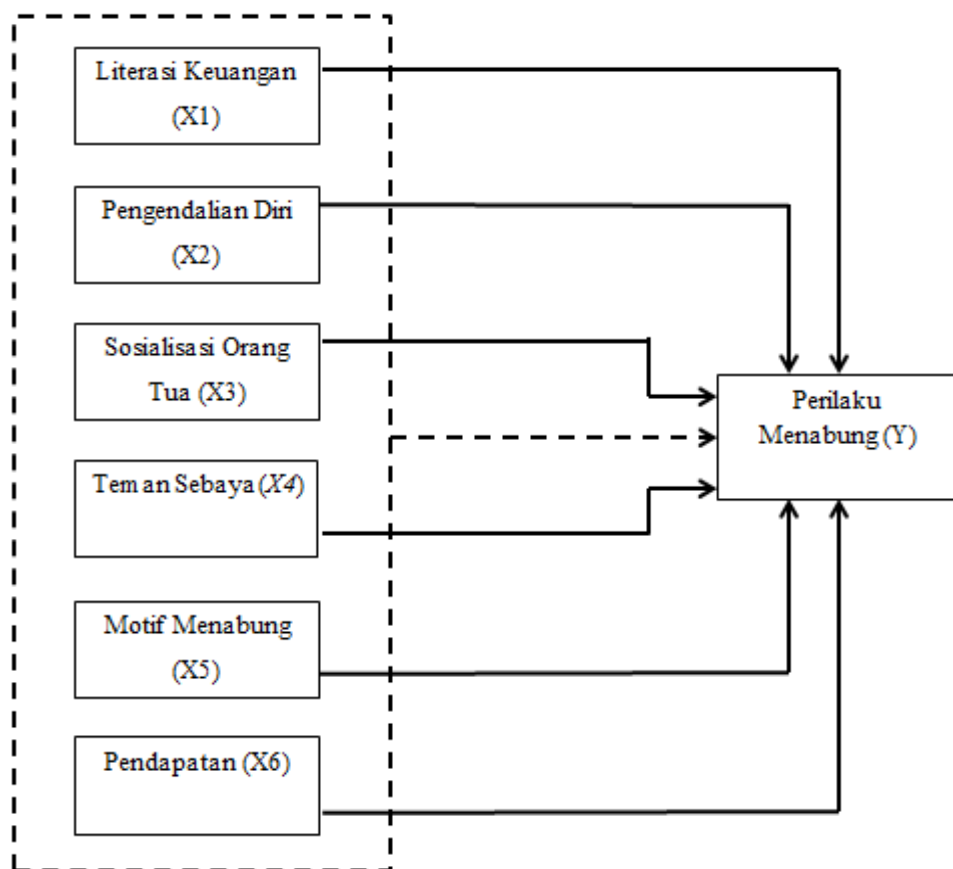 Literasi Keuangan
(X1)
Pengendalian Diri
(X2)
Sosialisasi Orang
Tua (X3)
Teman Sebaya (X4)
Motif Menabung
(X5)
Pendapatan (X6)
Perilaku
Menabung (Y)